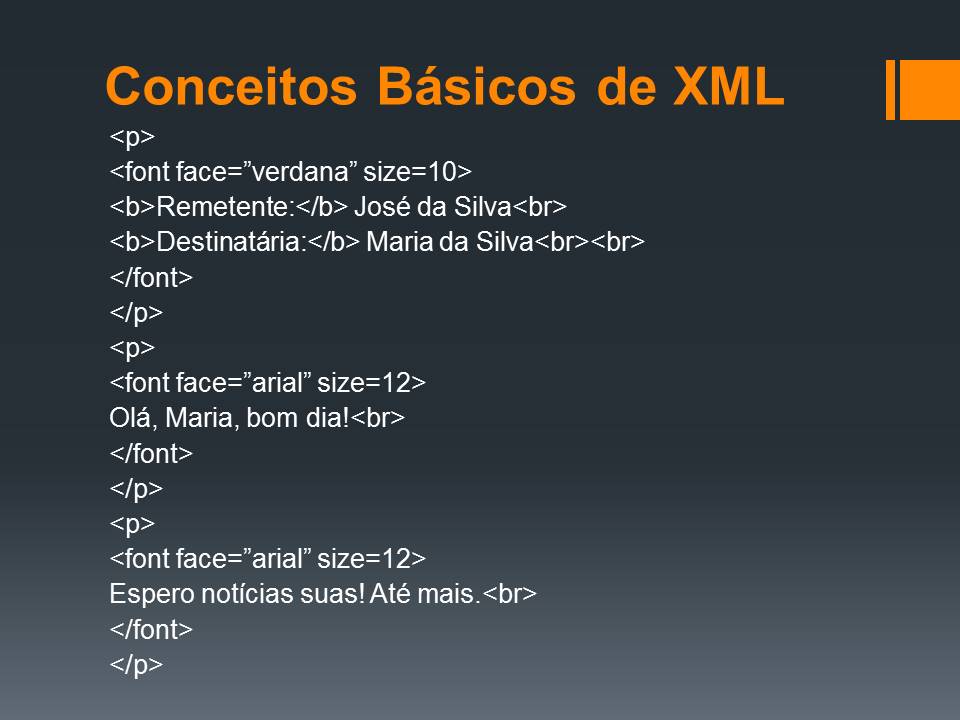 Conceitos Básicos de XML
<p>
<font face=”verdana” size=10>
<b>Remetente:</b> José da Silva<br>
<b>Destinatária:</b> Maria da Silva<br><br>
</font>
</p>
<p>
<font face=”arial” size=12>
Olá, Maria, bom dia!<br>
</font>
</p>
<p>
<font face=”arial” size=12>
Espero notícias suas! Até mais.<br>
</font>
</p>